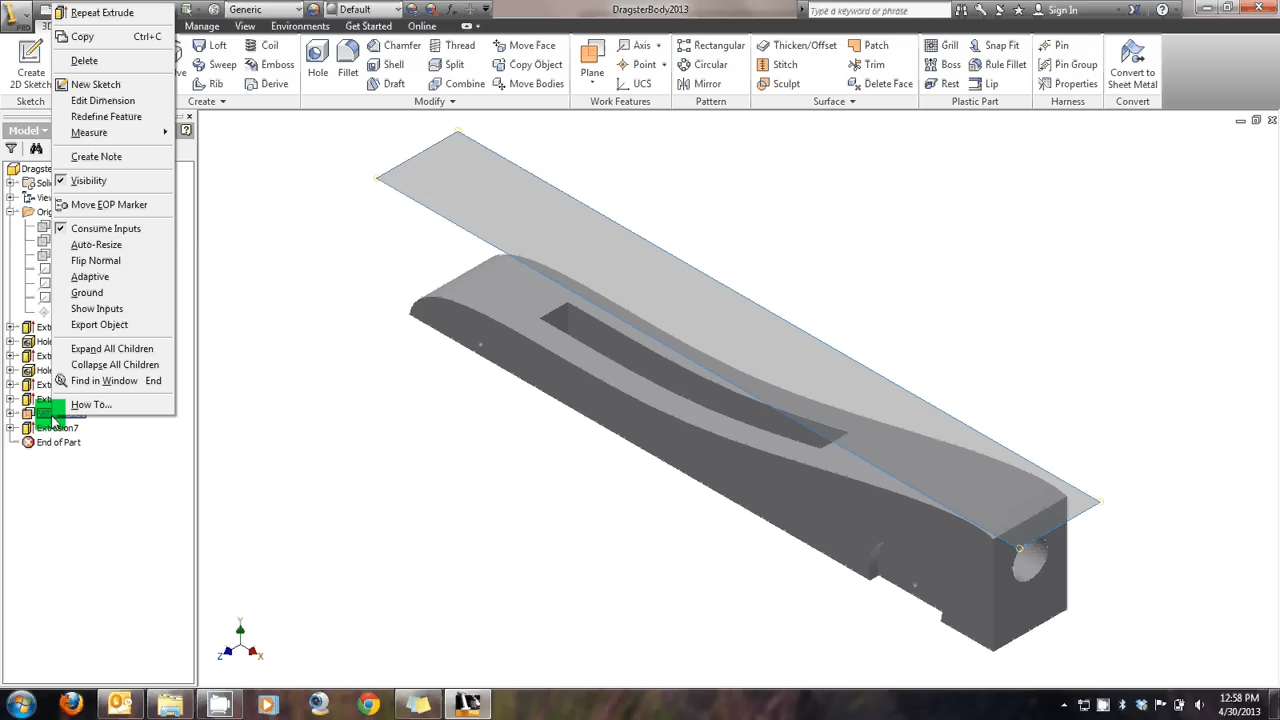 Generic
Default
DragsterBody2013
Type a keyword or phrase
Sign In
Manage
Environments
Get Started
Online
Create
2D Sketch
Loft
Sweep
Rib
Coil
Emboss
Derive
Hole
Fillet
Chamfer
Shell
Draft
Thread
Split
Combine
Move Face
Copy Object
Move Bodies
Plane
Axis
Point
UCS
Rectangular
Circular
Mirror
Thicken/Offset
Stitch
Sculpt
Patch
Trim
Delete Face
Grill
Boss
Rest
Snap Fit
Rule Fillet
Lip
Pin
Pin Group
Properties
Convert to
Sheet Metal
Sketch
Create
Modify
Work Features
Pattern
Surface
Plastic Part
Harness
Convert
Model
Repeat Extrude
Copy Ctrl+C
Delete
New Sketch
Edit Dimension
Redefine Feature
Measure
Create Note
Visibility
Move EOP Marker
Consume Inputs
Auto-Resize
Flip Normal
Adaptive
Ground
Show Inputs
Export Object
Expand All Children
Collapse All Children
Find in Window End
How To...
Extrusion7
End of Part
Y
Z
X
12:58 PM
4/30/2013